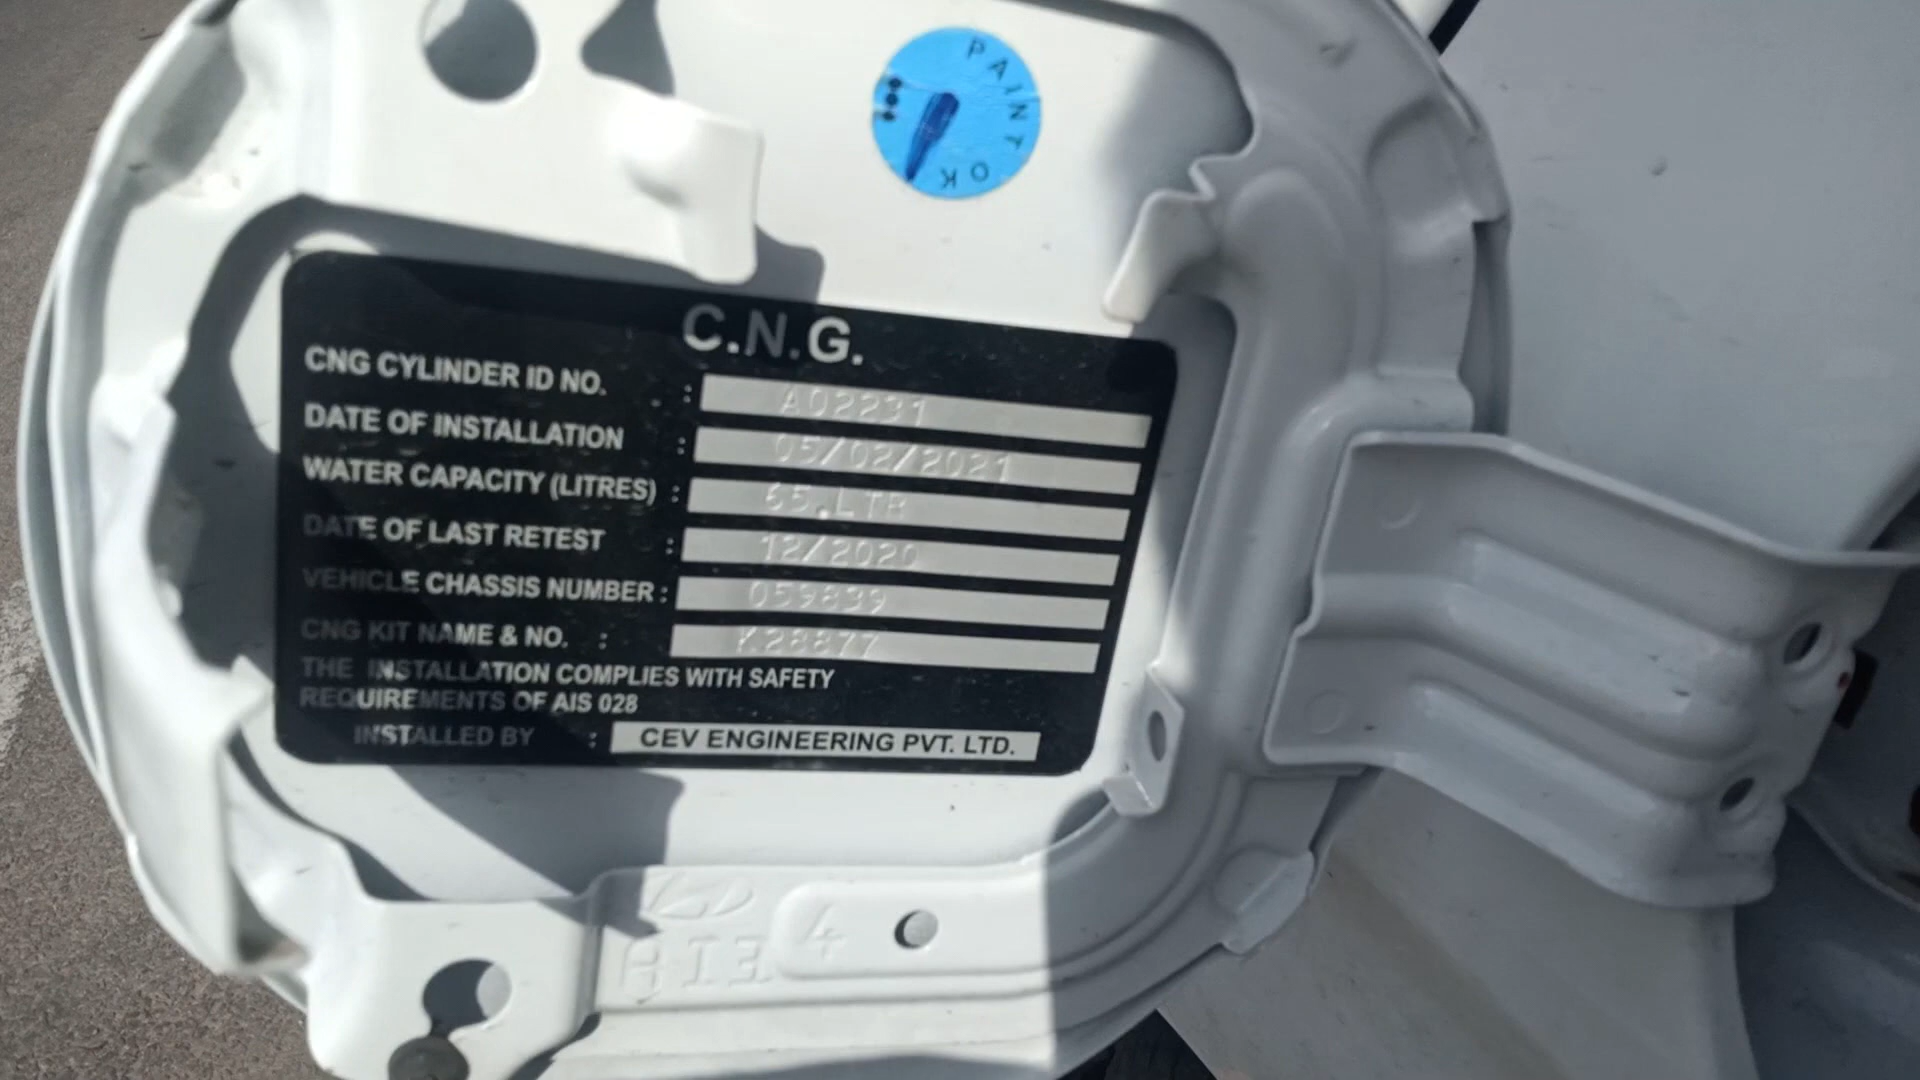 PAINT OK
C.N.G.
CNG CYLINDER ID NO. : A02231
DATE OF INSTALLATION : 05/02/2021
WATER CAPACITY (LITRES) : 65.LTR
DATE OF LAST RETEST : 12/2020
VEHICLE CHASSIS NUMBER : 059839
CNG KIT NAME & NO. : K28877
THE INSTALLATION COMPLIES WITH SAFETY
REQUIREMENTS OF AIS 028
INSTALLED BY : CEV ENGINEERING PVT. LTD.
4